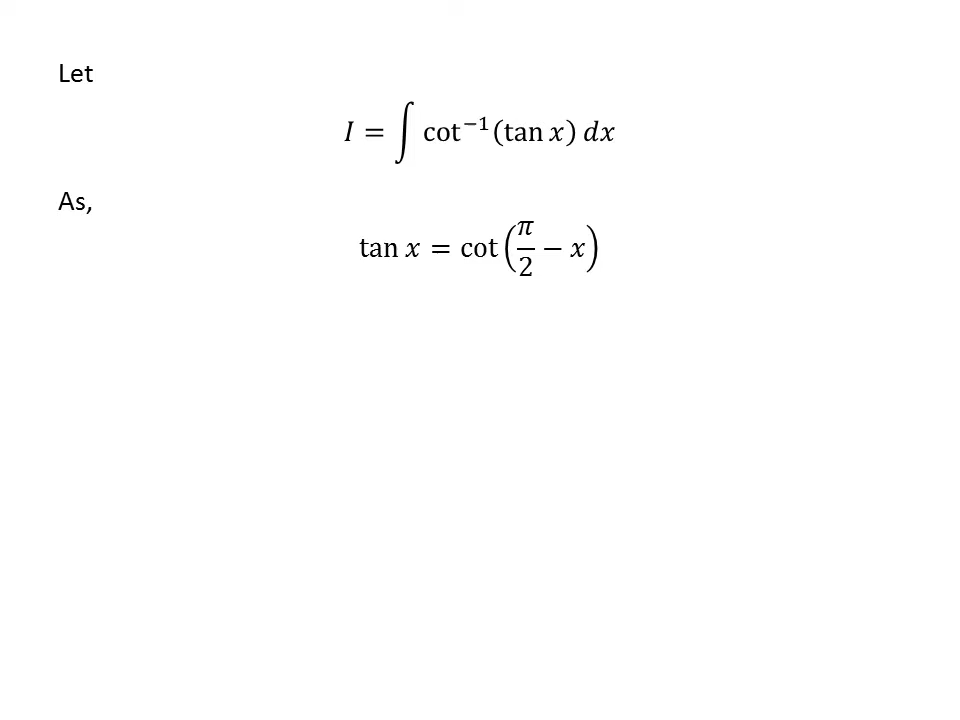 Let
I = ∫ cot⁻¹(tan x) dx
As,
tan x = cot(π/2 − x)